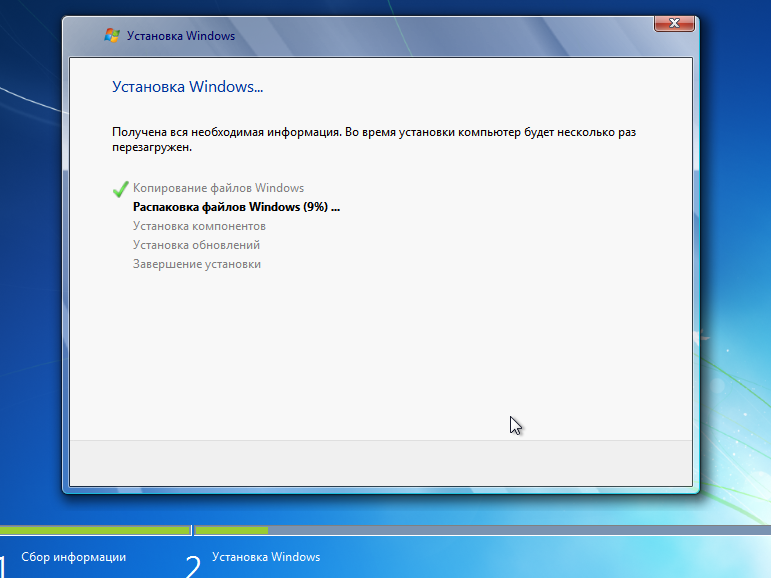 Установка Windows
Установка Windows...
Получена вся необходимая информация. Во время установки компьютер будет несколько раз
перезагружен.
Копирование файлов Windows
Распаковка файлов Windows (9%) ...
Установка компонентов
Установка обновлений
Завершение установки
1 Сбор информации
2 Установка Windows